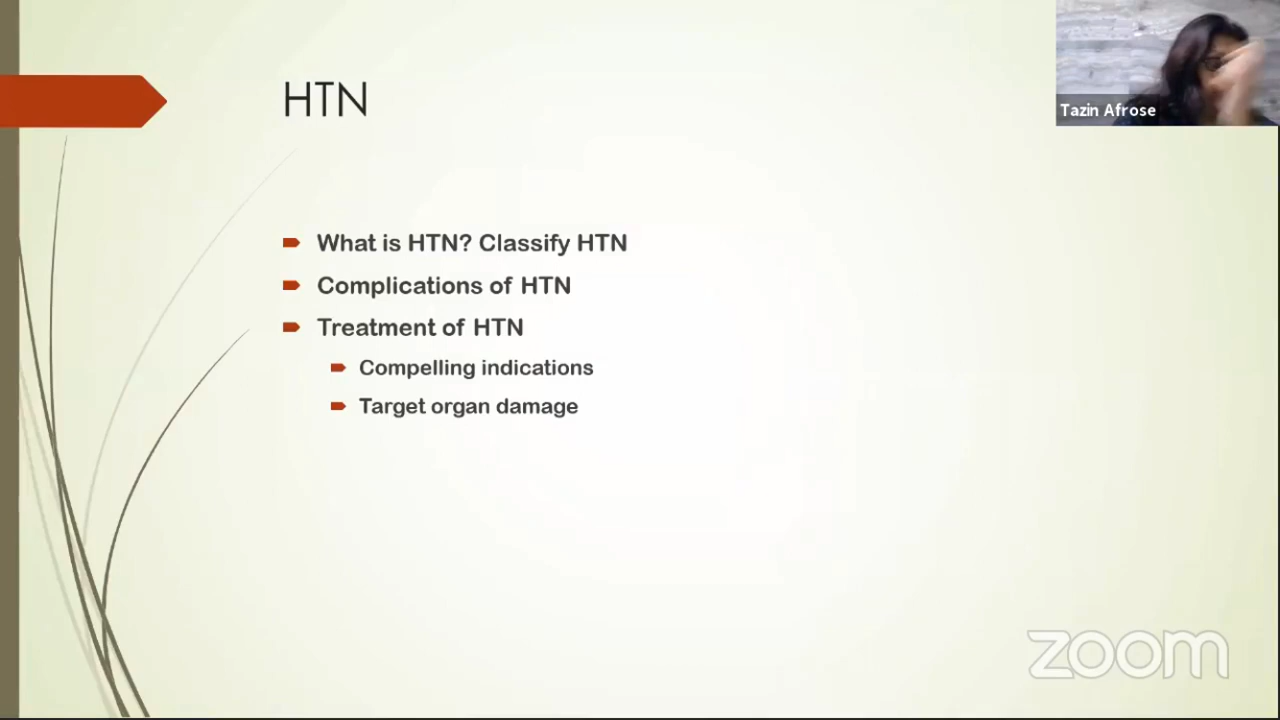 HTN
Tazin Afrose
What is HTN? Classify HTN
Complications of HTN
Treatment of HTN
Compelling indications
Target organ damage
zoom